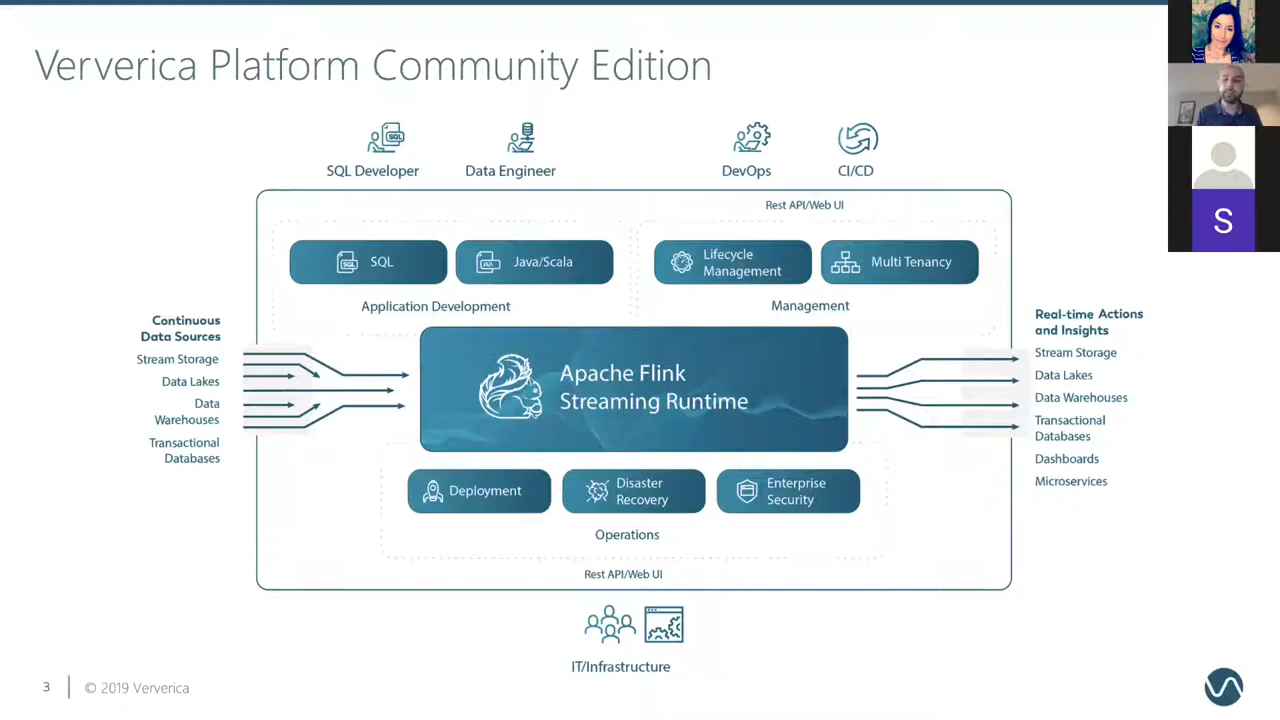 Ververica Platform Community Edition
SQL
SQL Developer
Data Engineer
DevOps
CI/CD
Rest API/Web UI
SQL
SQL
Java/Scala
Lifecycle
Management
Multi Tenancy
Application Development
Management
Continuous
Data Sources
Stream Storage
Data Lakes
Data
Warehouses
Transactional
Databases
Apache Flink
Streaming Runtime
Real-time Actions
and Insights
Stream Storage
Data Lakes
Data Warehouses
Transactional
Databases
Dashboards
Microservices
Deployment
Disaster
Recovery
Enterprise
Security
Operations
Rest API/Web UI
IT/Infrastructure
3
© 2019 Ververica
S